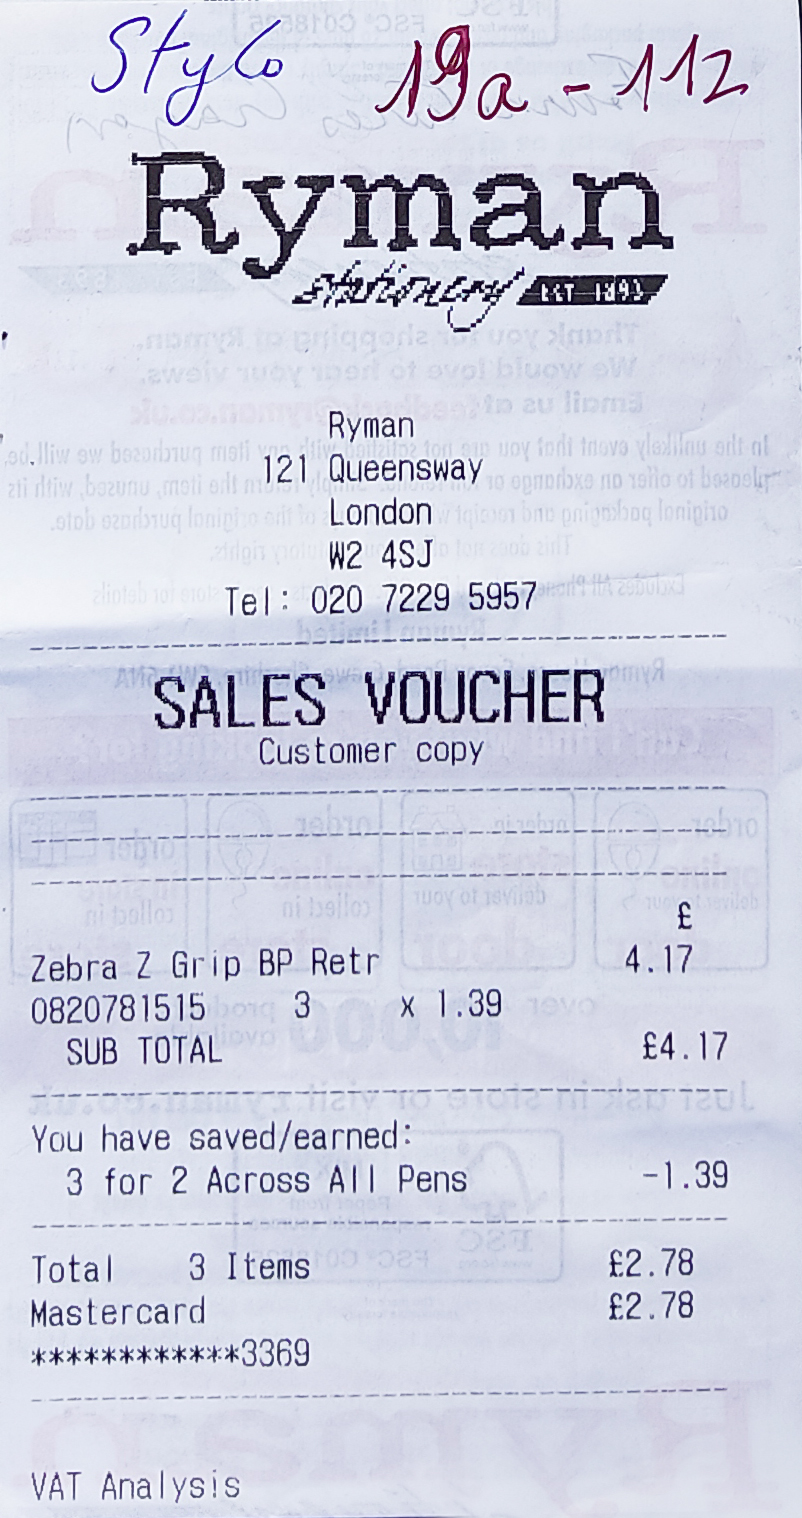 Stylo 19a - 112
Ryman
stationery EST 1893
Ryman
121 Queensway
London
W2 4SJ
Tel: 020 7229 5957
SALES VOUCHER
Customer copy
£
Zebra Z Grip BP Retr 4.17
0820781515 3 x 1.39
SUB TOTAL £4.17
You have saved/earned:
3 for 2 Across All Pens -1.39
Total 3 Items £2.78
Mastercard £2.78
************3369
VAT Analysis